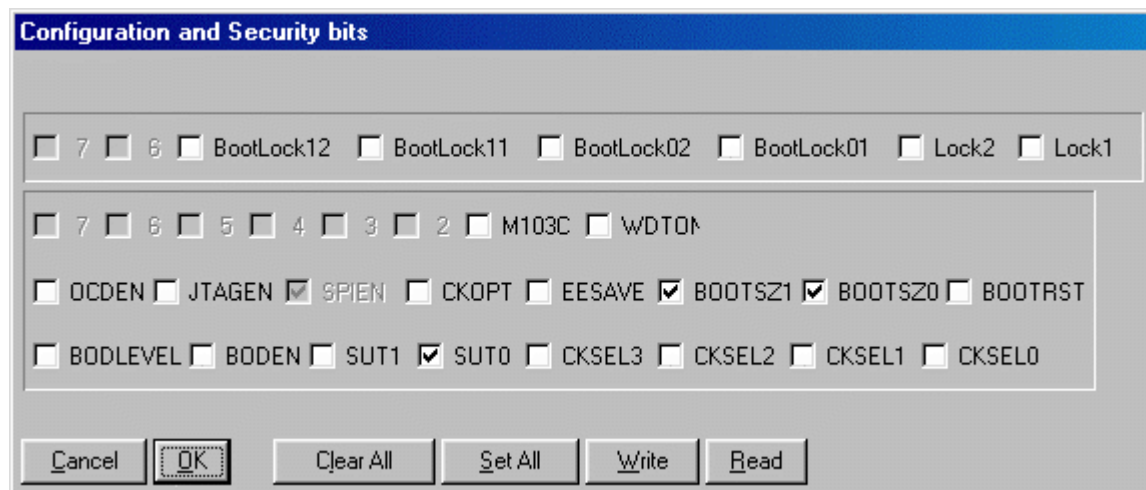 Configuration and Security bits
7 6 BootLock12 BootLock11 BootLock02 BootLock01 Lock2 Lock1
7 6 5 4 3 2 M103C WDTON
OCDEN JTAGEN SPIEN CKOPT EESAVE BOOTSZ1 BOOTSZ0 BOOTRST
BODLEVEL BODEN SUT1 SUT0 CKSEL3 CKSEL2 CKSEL1 CKSEL0
Cancel OK Clear All Set All Write Read